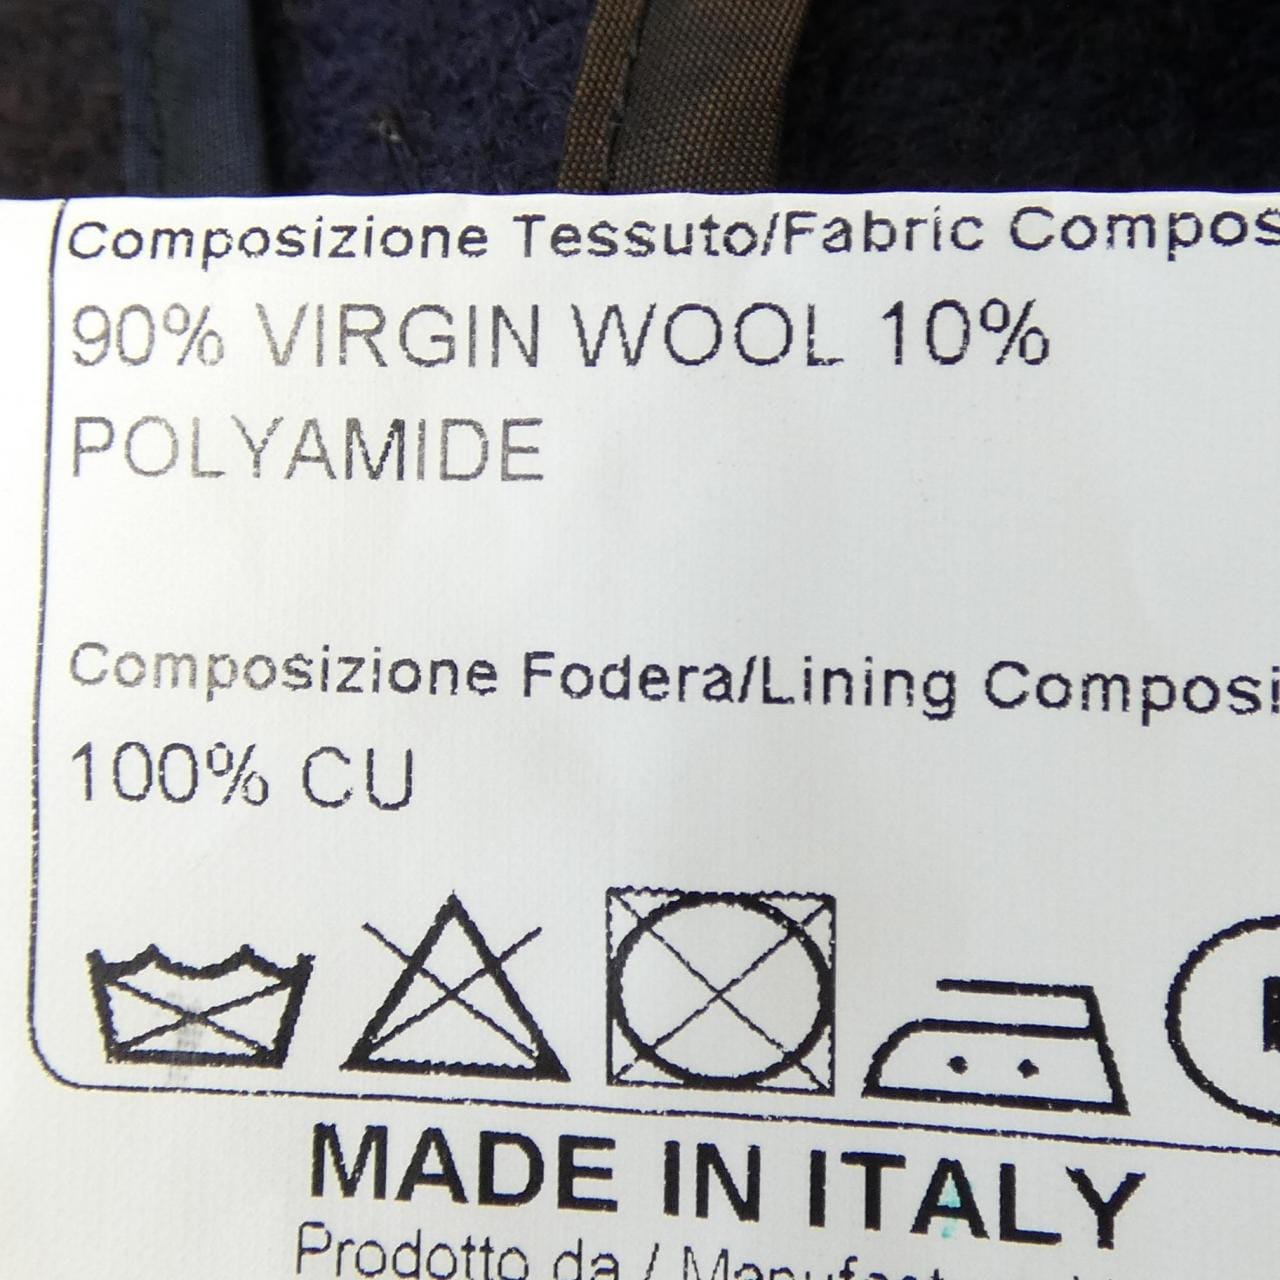 Composizione Tessuto/Fabric Compos
90% VIRGIN WOOL 10%
POLYAMIDE
Composizione Fodera/Lining Composi
100% CU
MADE IN ITALY
Prodotto da / Manufact